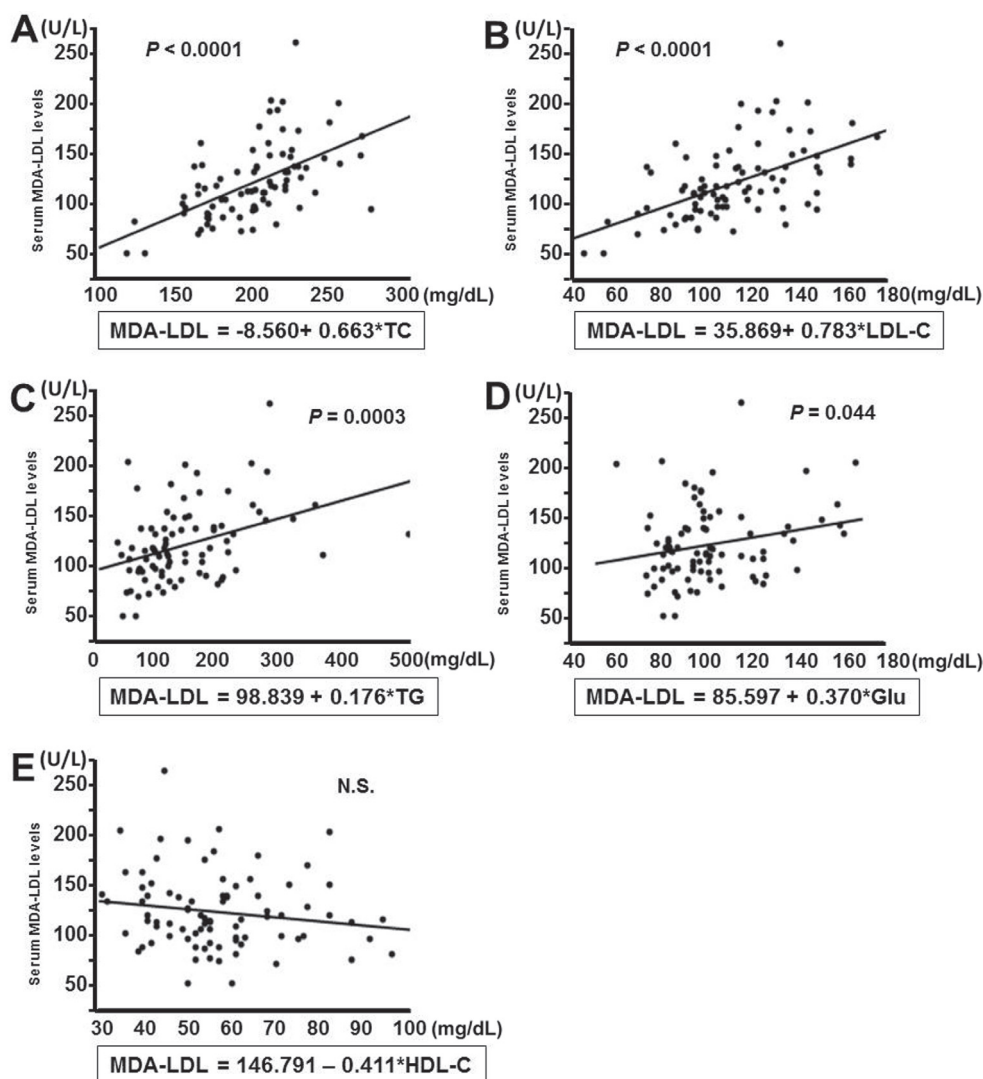 A (U/L)
P < 0.0001
Serum MDA-LDL levels
250
200
150
100
50
100 150 200 250 300 (mg/dL)
MDA-LDL = -8.560+ 0.663*TC
B (U/L)
P < 0.0001
Serum MDA-LDL levels
250
200
150
100
50
40 60 80 100 120 140 160 180 (mg/dL)
MDA-LDL = 35.869+ 0.783*LDL-C
C (U/L)
P = 0.0003
Serum MDA-LDL levels
250
200
150
100
50
0 100 200 300 400 500 (mg/dL)
MDA-LDL = 98.839 + 0.176*TG
D (U/L)
P = 0.044
Serum MDA-LDL levels
250
200
150
100
50
40 60 80 100 120 140 160 180 (mg/dL)
MDA-LDL = 85.597 + 0.370*Glu
E (U/L)
N.S.
Serum MDA-LDL levels
250
200
150
100
50
30 40 50 60 70 80 90 100 (mg/dL)
MDA-LDL = 146.791 – 0.411*HDL-C